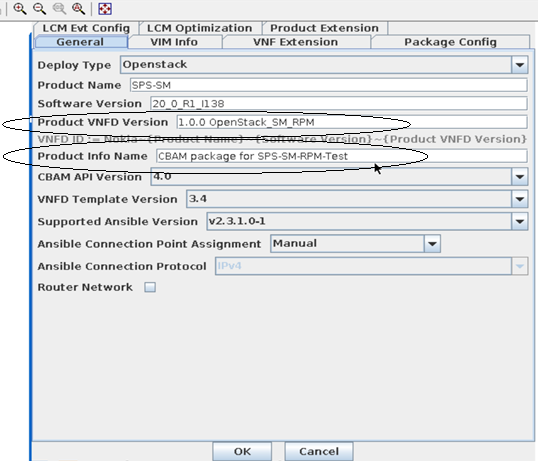 LCM Evt Config LCM Optimization Product Extension
General VIM Info VNF Extension Package Config
Deploy Type Openstack
Product Name SPS-SM
Software Version 20_0_R1_I138
Product VNFD Version 1.0.0 OpenStack_SM_RPM
VNFD ID := Nokia~{Product Name}~{Software Version}~{Product VNFD Version}
Product Info Name CBAM package for SPS-SM-RPM-Test
CBAM API Version 4.0
VNFD Template Version 3.4
Supported Ansible Version v2.3.1.0-1
Ansible Connection Point Assignment Manual
Ansible Connection Protocol IPv4
Router Network
OK Cancel